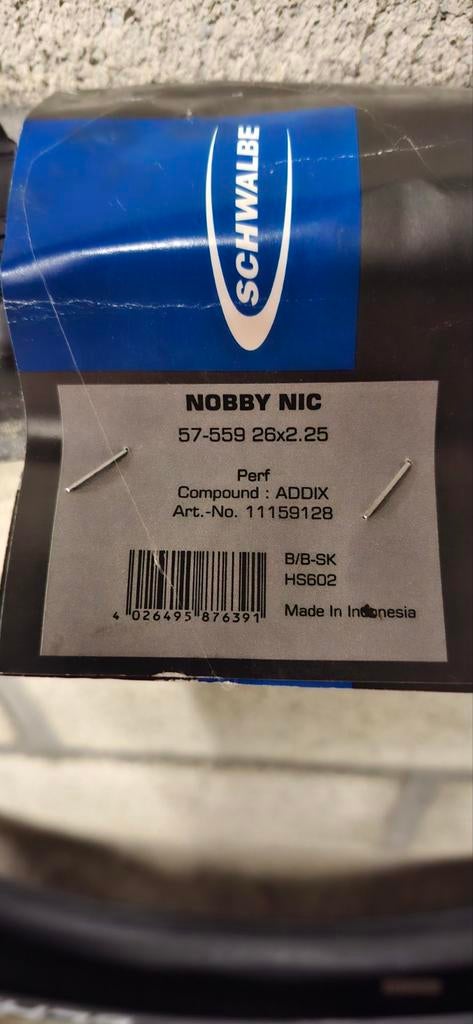 SCHWALBE
NOBBY NIC
57-559 26x2.25
Perf
Compound : ADDIX
Art.-No. 11159128
B/B-SK
HS602
4 026495 876391
Made In Indonesia